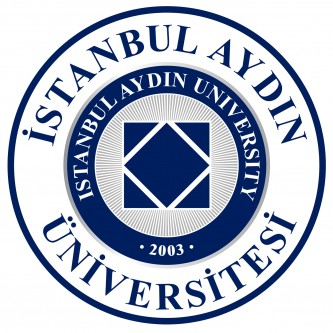 İSTANBUL AYDIN
ÜNİVERSİTESİ
ISTANBUL AYDIN UNIVERSITY
· 2003 ·